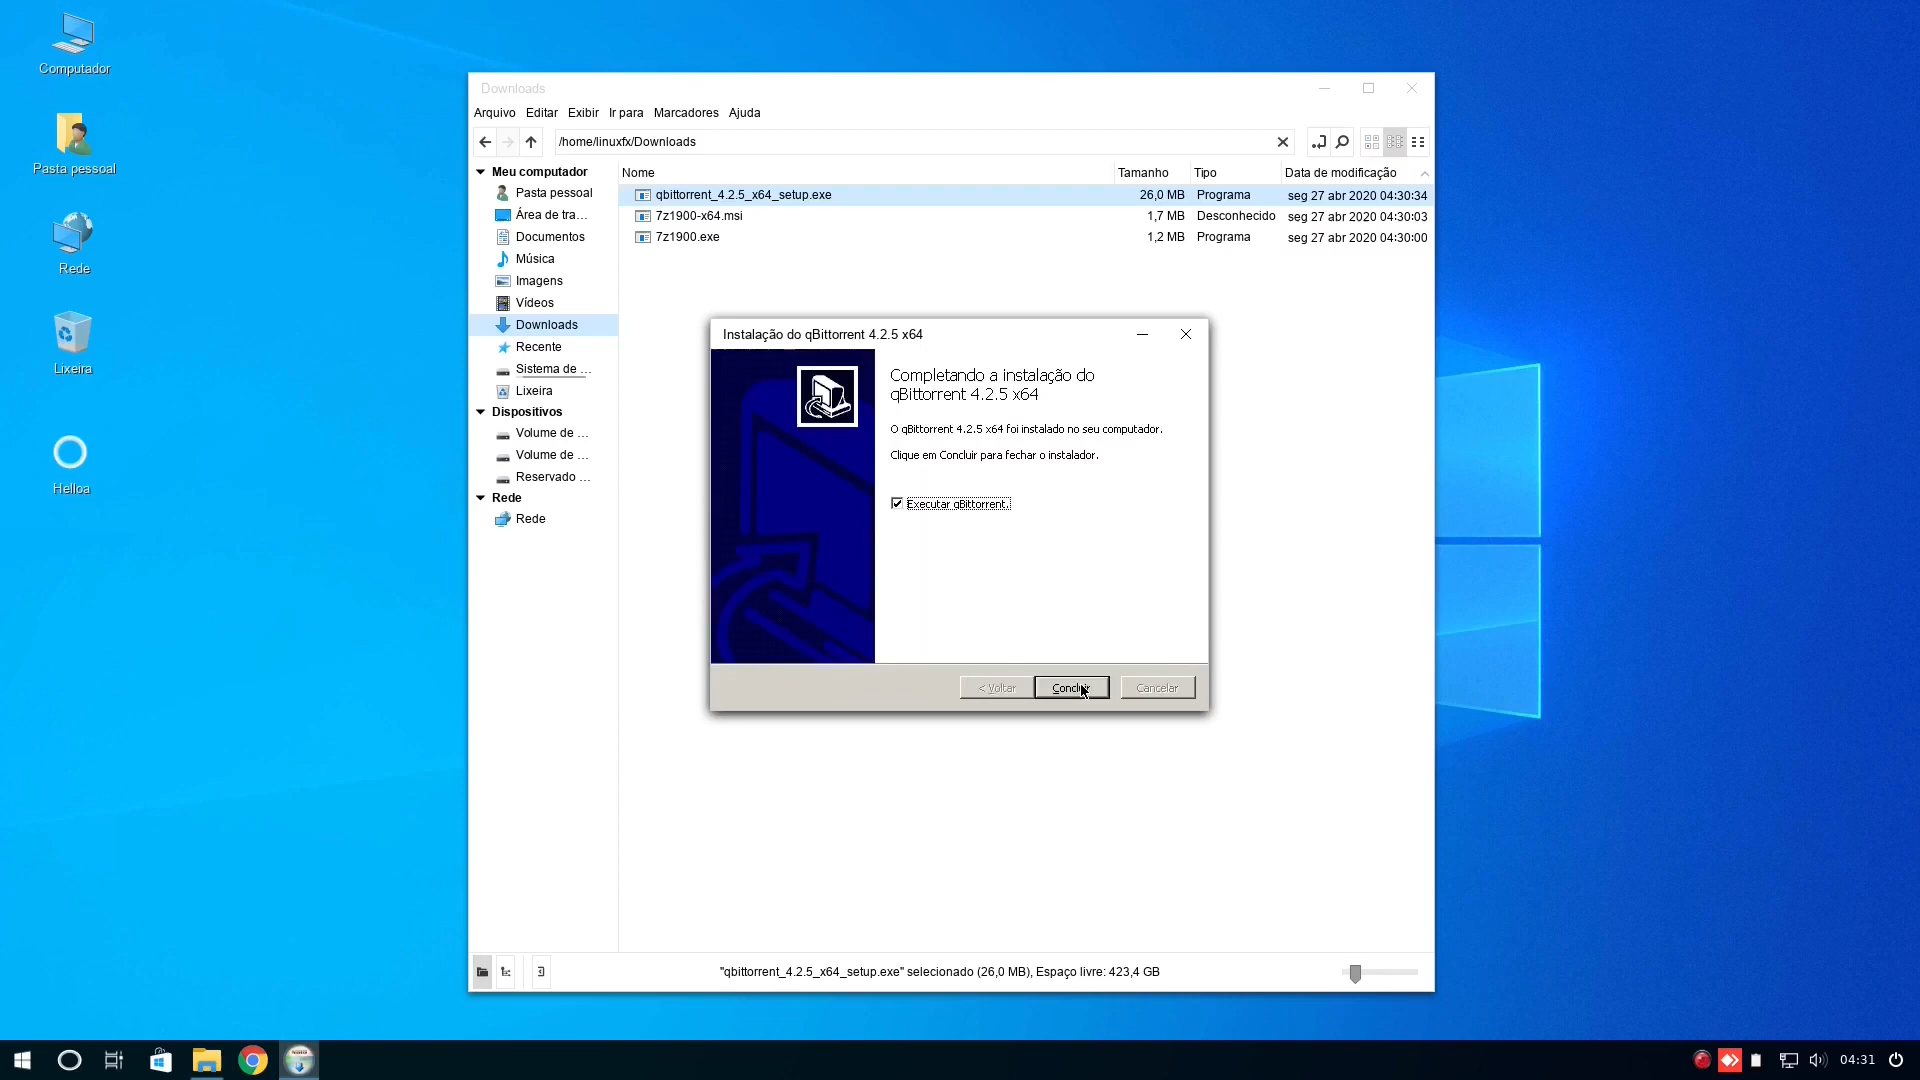 Computador
Pasta pessoal
Rede
Lixeira
Helloa
Downloads
Arquivo Editar Exibir Ir para Marcadores Ajuda
/home/linuxfx/Downloads
Meu computador
Pasta pessoal
Área de tra...
Documentos
Música
Imagens
Vídeos
Downloads
Recente
Sistema de ...
Lixeira
Dispositivos
Volume de ...
Volume de ...
Reservado ...
Rede
Rede
Nome Tamanho Tipo Data de modificação
qbittorrent_4.2.5_x64_setup.exe 26,0 MB Programa seg 27 abr 2020 04:30:34
7z1900-x64.msi 1,7 MB Desconhecido seg 27 abr 2020 04:30:03
7z1900.exe 1,2 MB Programa seg 27 abr 2020 04:30:00
Instalação do qBittorrent 4.2.5 x64
Completando a instalação do
qBittorrent 4.2.5 x64
O qBittorrent 4.2.5 x64 foi instalado no seu computador.
Clique em Concluir para fechar o instalador.
Executar qBittorrent.
< Voltar Concluir Cancelar
"qbittorrent_4.2.5_x64_setup.exe" selecionado (26,0 MB), Espaço livre: 423,4 GB
04:31